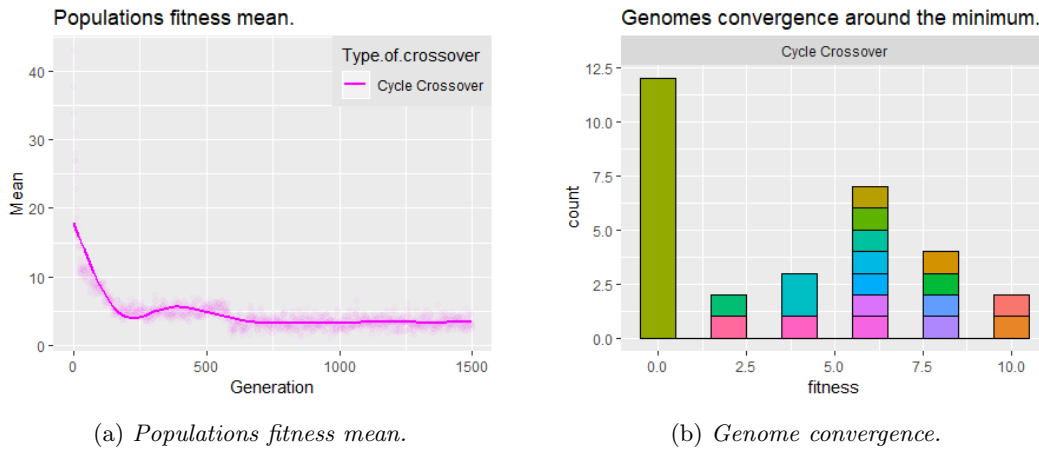 Populations fitness mean.
Type.of.crossover
Cycle Crossover
40
30
20
10
0
Mean
0 500 1000 1500
Generation
(a) Populations fitness mean.
Genomes convergence around the minimum.
Cycle Crossover
12.5
10.0
7.5
5.0
2.5
0.0
count
0.0 2.5 5.0 7.5 10.0
fitness
(b) Genome convergence.